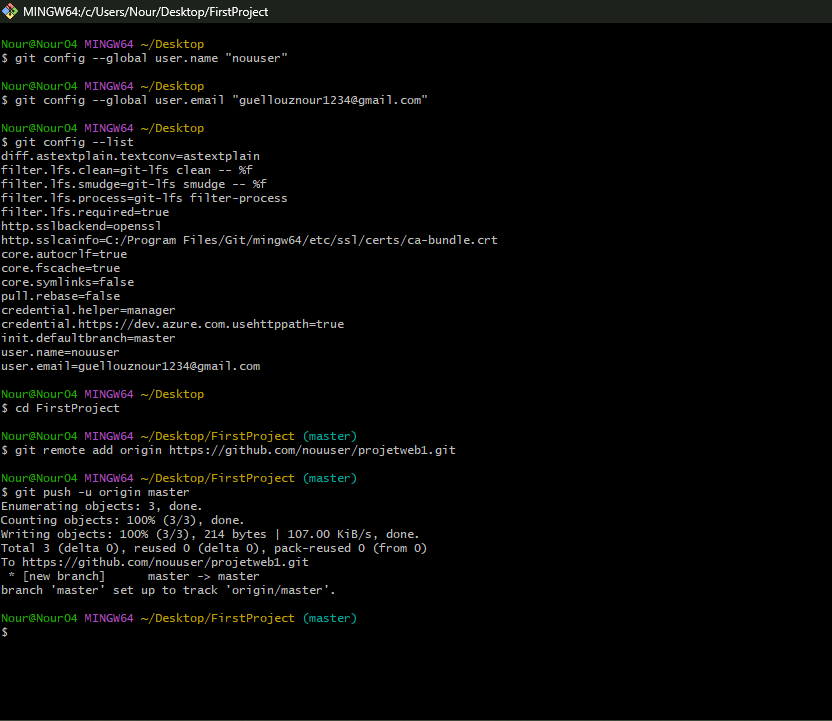 MINGW64:/c/Users/Nour/Desktop/FirstProject
Nour@Nour04 MINGW64 ~/Desktop
$ git config --global user.name "nouuser"
Nour@Nour04 MINGW64 ~/Desktop
$ git config --global user.email "guellouznour1234@gmail.com"
Nour@Nour04 MINGW64 ~/Desktop
$ git config --list
diff.astextplain.textconv=astextplain
filter.lfs.clean=git-lfs clean -- %f
filter.lfs.smudge=git-lfs smudge -- %f
filter.lfs.process=git-lfs filter-process
filter.lfs.required=true
http.sslbackend=openssl
http.sslcainfo=C:/Program Files/Git/mingw64/etc/ssl/certs/ca-bundle.crt
core.autocrlf=true
core.fscache=true
core.symlinks=false
pull.rebase=false
credential.helper=manager
credential.https://dev.azure.com.usehttppath=true
init.defaultbranch=master
user.name=nouuser
user.email=guellouznour1234@gmail.com
Nour@Nour04 MINGW64 ~/Desktop
$ cd FirstProject
Nour@Nour04 MINGW64 ~/Desktop/FirstProject (master)
$ git remote add origin https://github.com/nouuser/projetweb1.git
Nour@Nour04 MINGW64 ~/Desktop/FirstProject (master)
$ git push -u origin master
Enumerating objects: 3, done.
Counting objects: 100% (3/3), done.
Writing objects: 100% (3/3), 214 bytes | 107.00 KiB/s, done.
Total 3 (delta 0), reused 0 (delta 0), pack-reused 0 (from 0)
To https://github.com/nouuser/projetweb1.git
 * [new branch]      master -> master
branch 'master' set up to track 'origin/master'.
Nour@Nour04 MINGW64 ~/Desktop/FirstProject (master)
$